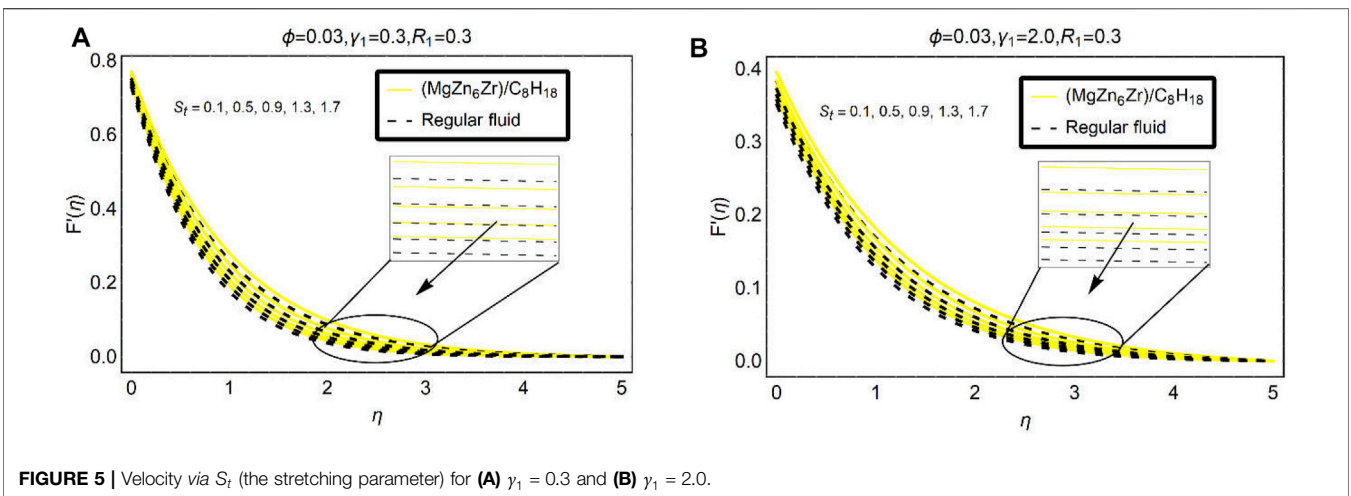 A
ϕ=0.03,γ₁=0.3,R₁=0.3
0.8
0.6
0.4
0.2
0.0
F'(η)
Sₜ = 0.1, 0.5, 0.9, 1.3, 1.7
(MgZn₆Zr)/C₈H₁₈
Regular fluid
0 1 2 3 4 5
η
B
ϕ=0.03,γ₁=2.0,R₁=0.3
0.4
0.3
0.2
0.1
0.0
F'(η)
Sₜ = 0.1, 0.5, 0.9, 1.3, 1.7
(MgZn₆Zr)/C₈H₁₈
Regular fluid
0 1 2 3 4 5
η
FIGURE 5 | Velocity via Sₜ (the stretching parameter) for (A) γ₁ = 0.3 and (B) γ₁ = 2.0.